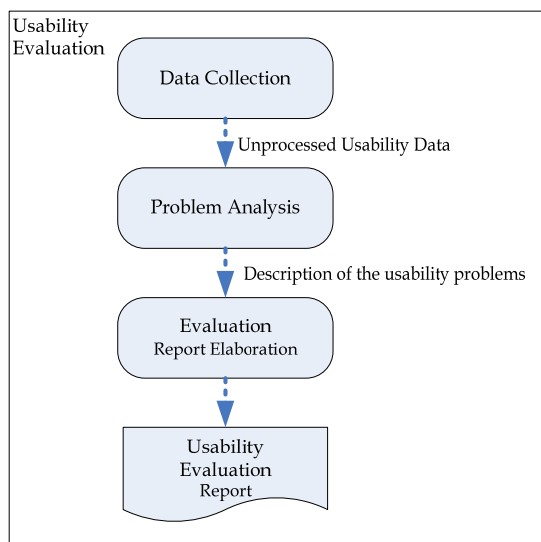 Usability
Evaluation
Data Collection
Unprocessed Usability Data
Problem Analysis
Description of the usability problems
Evaluation
Report Elaboration
Usability
Evaluation
Report